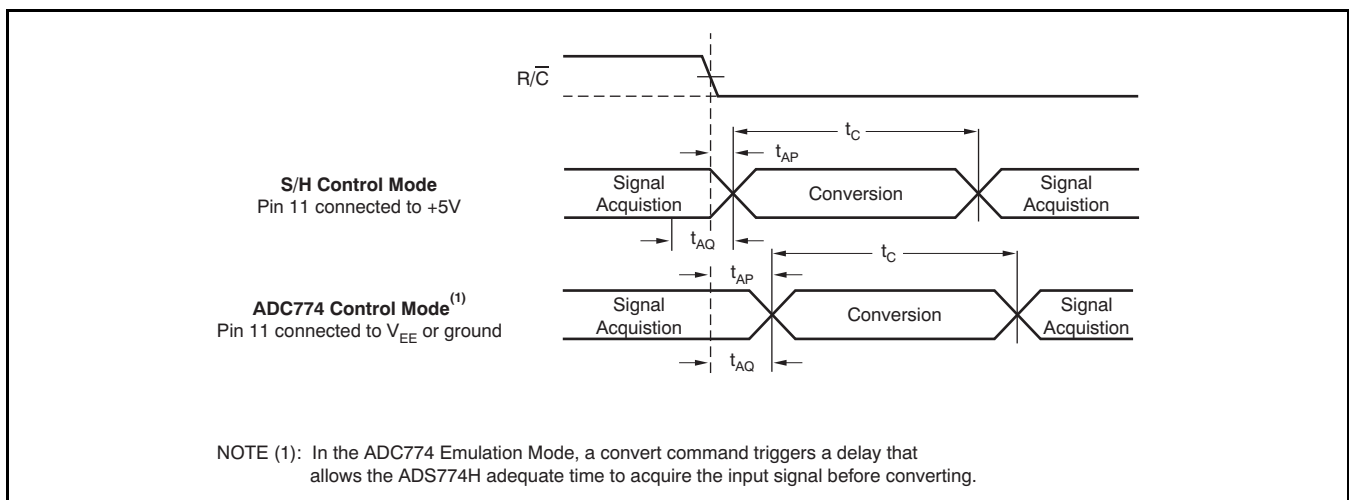 R/C̅
t_C
t_AP
S/H Control Mode
Pin 11 connected to +5V
Signal
Acquistion
Conversion
Signal
Acquistion
t_AQ
t_C
t_AP
ADC774 Control Mode(1)
Pin 11 connected to V_EE or ground
Signal
Acquistion
Conversion
Signal
Acquistion
t_AQ
NOTE (1): In the ADC774 Emulation Mode, a convert command triggers a delay that
allows the ADS774H adequate time to acquire the input signal before converting.